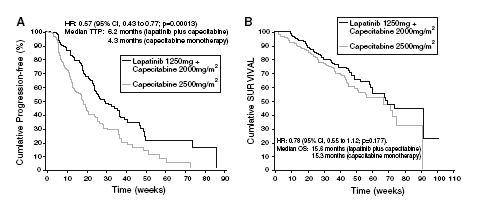 A
HR: 0.57 (95% CI, 0.43 to 0.77; p=0.00013)
Median TTP: 6.2 months (lapatinib plus capecitabine)
4.3 months (capecitabine monotherapy)
Lapatinib 1250mg +
Capecitabine 2000mg/m²
Capecitabine 2500mg/m²
Cumlative Progression-free (%)
100
90
80
70
60
50
40
30
20
10
0
0 10 20 30 40 50 60 70 80 90
Time (weeks)
B
Lapatinib 1250mg +
Capecitabine 2000mg/m²
Capecitabine 2500mg/m²
Cumlative SURVIVAL
100
90
80
70
60
50
40
30
20
10
0
HR: 0.78 (95% CI, 0.55 to 1.12; p=0.177).
Median OS: 15.6 months (lapatinib plus capecitabine)
15.3 months (capecitabine monotherapy)
0 10 20 30 40 50 60 70 80 90 100 110
Time (weeks)